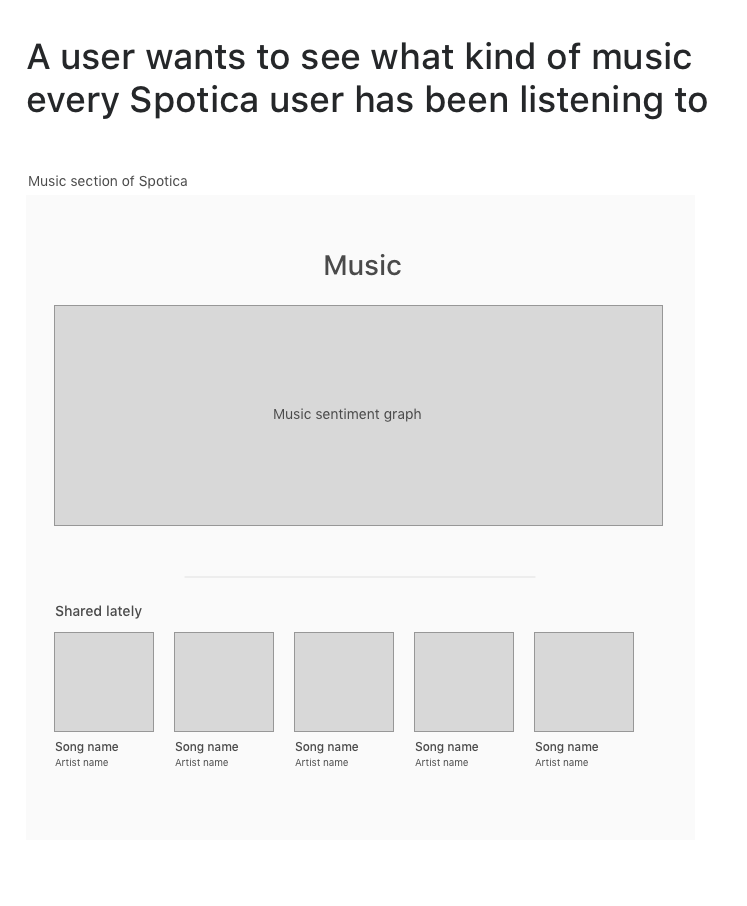 A user wants to see what kind of music
every Spotica user has been listening to
Music section of Spotica
Music
Music sentiment graph
Shared lately
Song name
Artist name
Song name
Artist name
Song name
Artist name
Song name
Artist name
Song name
Artist name